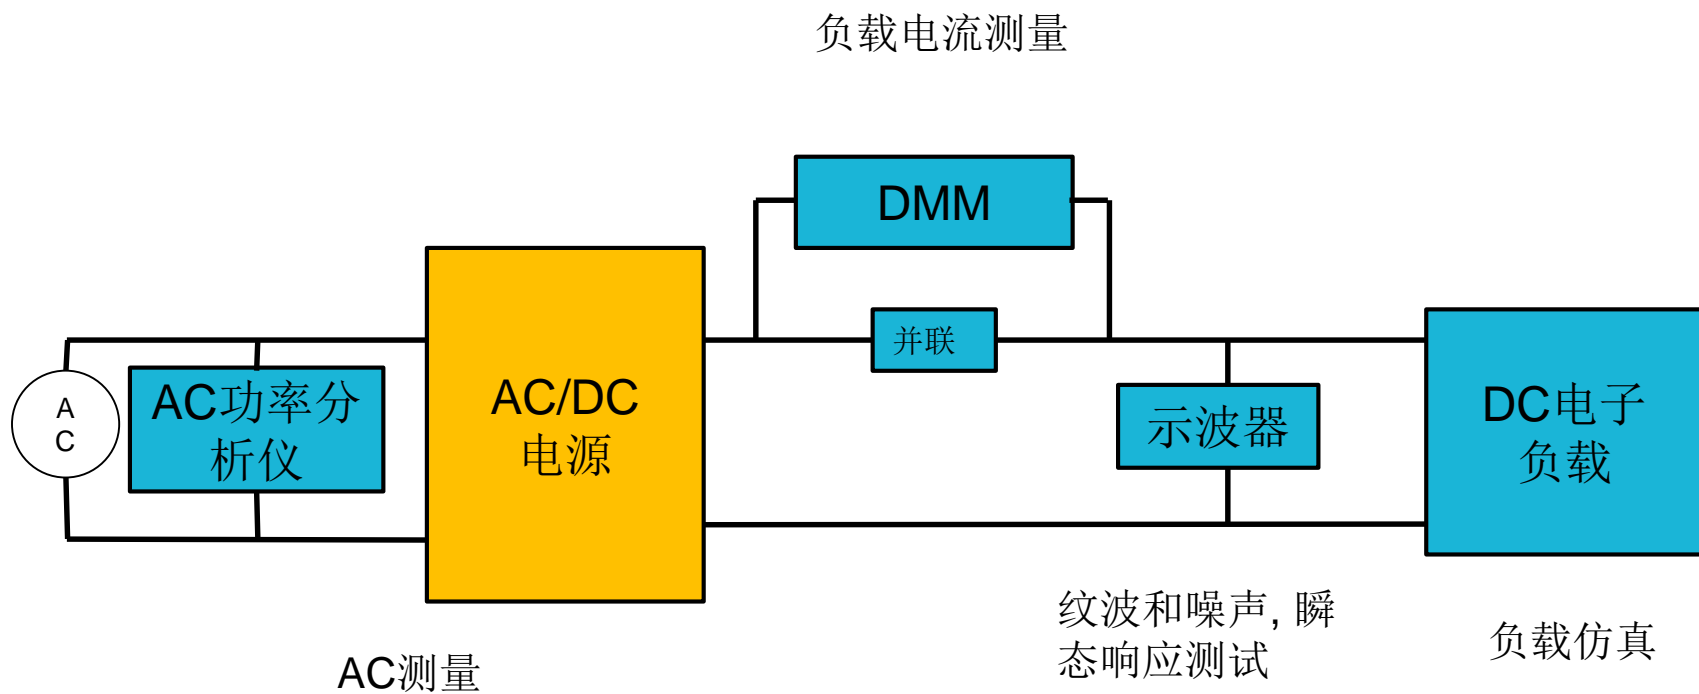 负载电流测量
DMM
并联
A
C
AC功率分
析仪
AC/DC
电源
示波器
DC电子
负载
纹波和噪声, 瞬
态响应测试
负载仿真
AC测量